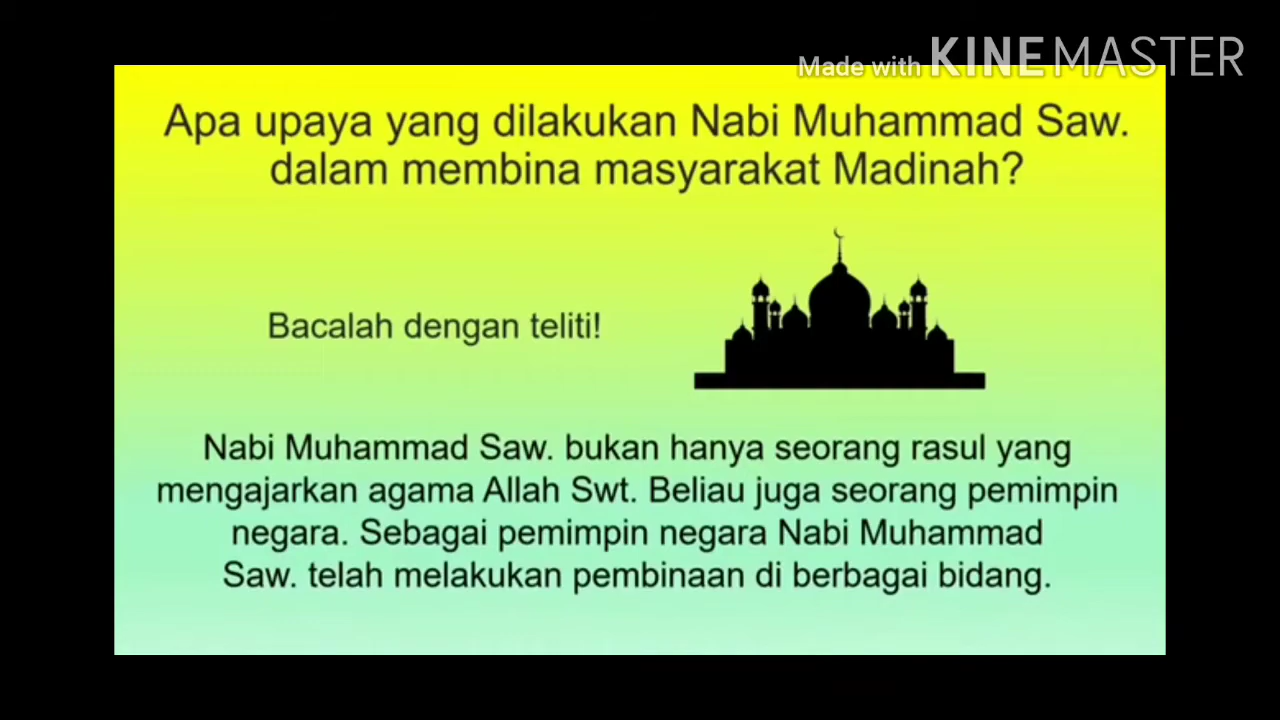 Made with KINEMASTER
Apa upaya yang dilakukan Nabi Muhammad Saw.
dalam membina masyarakat Madinah?
Bacalah dengan teliti!
Nabi Muhammad Saw. bukan hanya seorang rasul yang
mengajarkan agama Allah Swt. Beliau juga seorang pemimpin
negara. Sebagai pemimpin negara Nabi Muhammad
Saw. telah melakukan pembinaan di berbagai bidang.